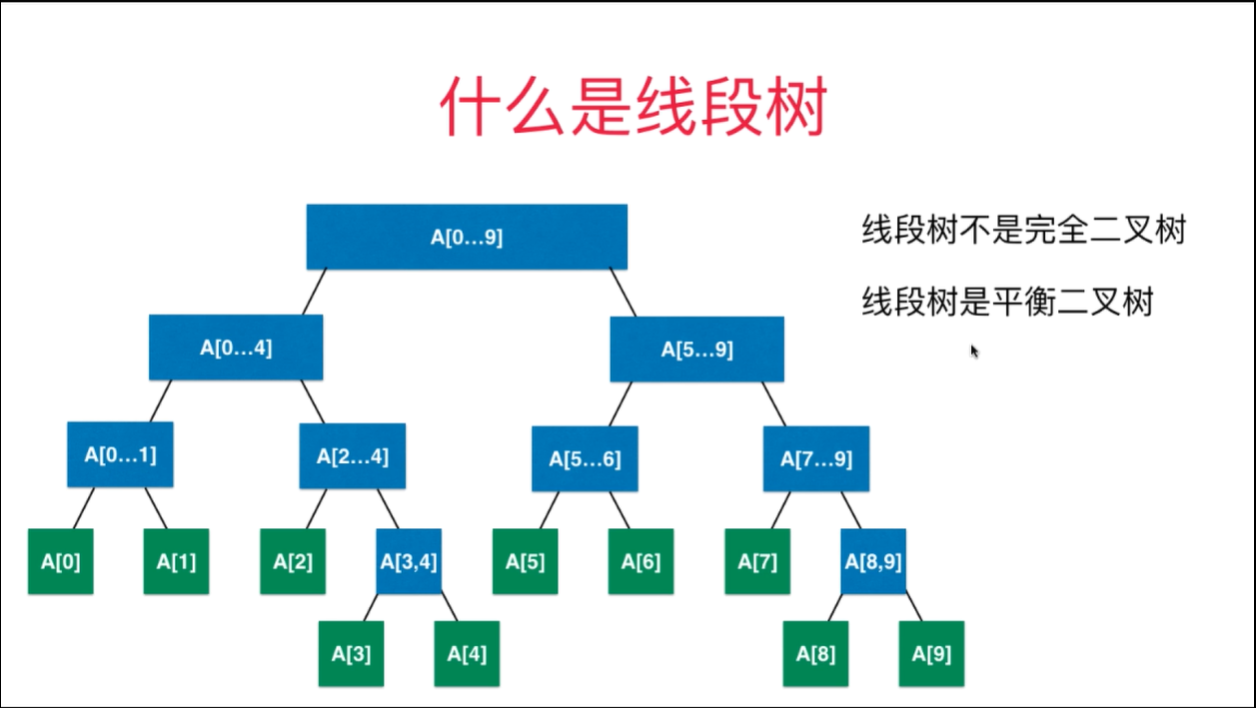 什么是线段树
A[0...9]
线段树不是完全二叉树
线段树是平衡二叉树
A[0...4]
A[5...9]
A[0...1]
A[2...4]
A[5...6]
A[7...9]
A[0]
A[1]
A[2]
A[3,4]
A[5]
A[6]
A[7]
A[8,9]
A[3]
A[4]
A[8]
A[9]